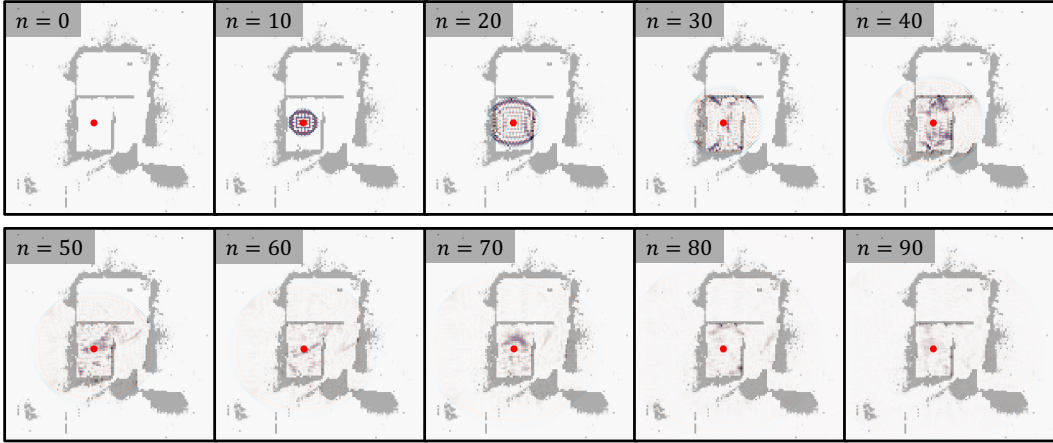 n = 0
n = 10
n = 20
n = 30
n = 40
n = 50
n = 60
n = 70
n = 80
n = 90